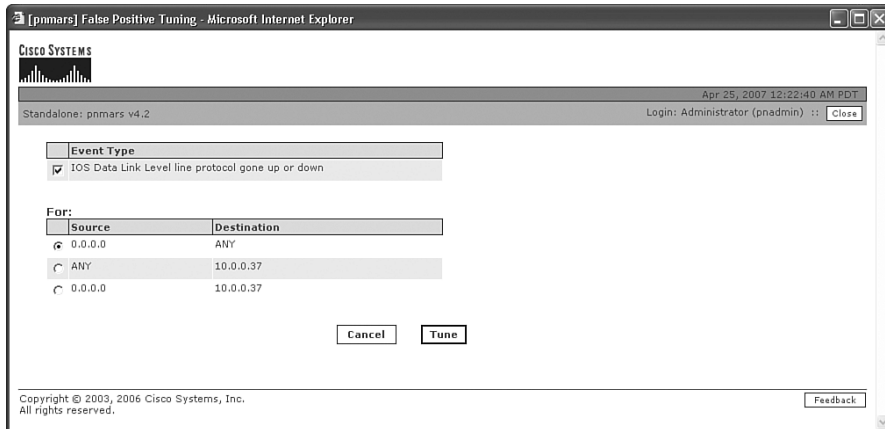 [pnmars] False Positive Tuning - Microsoft Internet Explorer
CISCO SYSTEMS
Apr 25, 2007 12:22:40 AM PDT
Standalone: pnmars v4.2 Login: Administrator (pnadmin) :: Close
Event Type
IOS Data Link Level line protocol gone up or down
For:
Source Destination
0.0.0.0 ANY
ANY 10.0.0.37
0.0.0.0 10.0.0.37
Cancel Tune
Copyright © 2003, 2006 Cisco Systems, Inc. Feedback
All rights reserved.